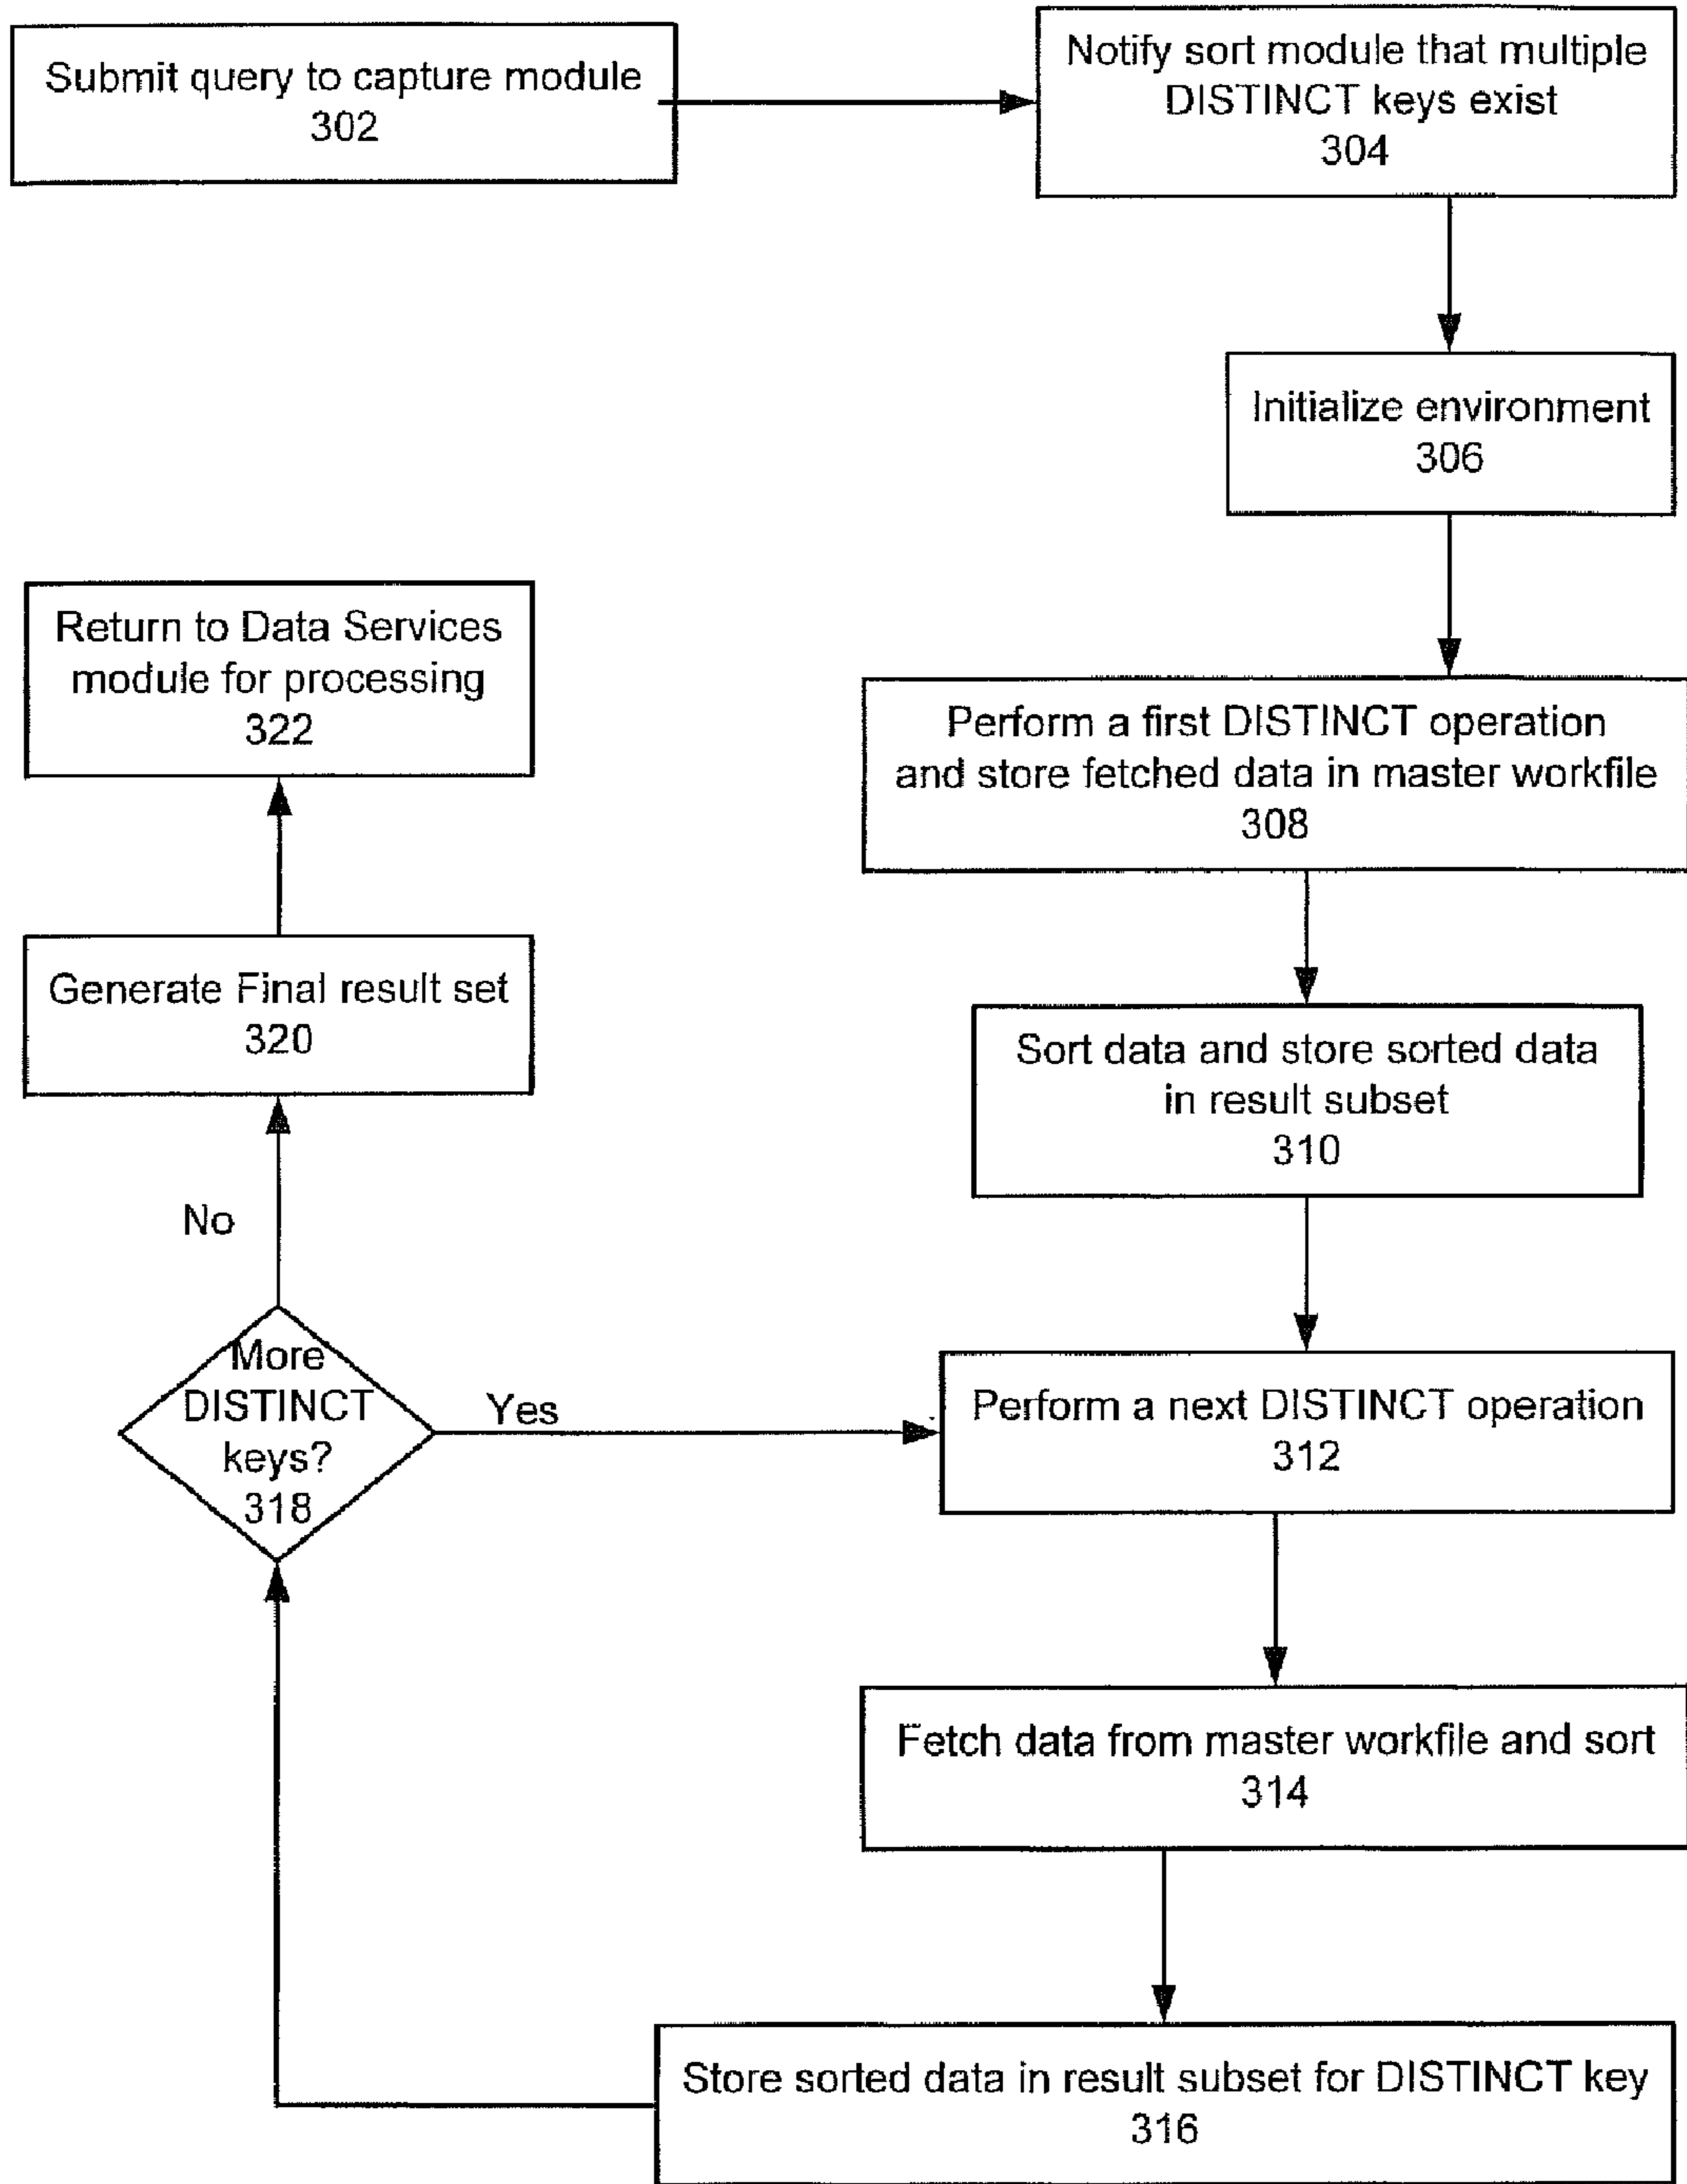 Submit query to capture module
302
Notify sort module that multiple
DISTINCT keys exist
304
Initialize environment
306
Perform a first DISTINCT operation
and store fetched data in master workfile
308
Sort data and store sorted data
in result subset
310
Perform a next DISTINCT operation
312
Fetch data from master workfile and sort
314
Store sorted data in result subset for DISTINCT key
316
More
DISTINCT
keys?
318
Yes
No
Generate Final result set
320
Return to Data Services
module for processing
322